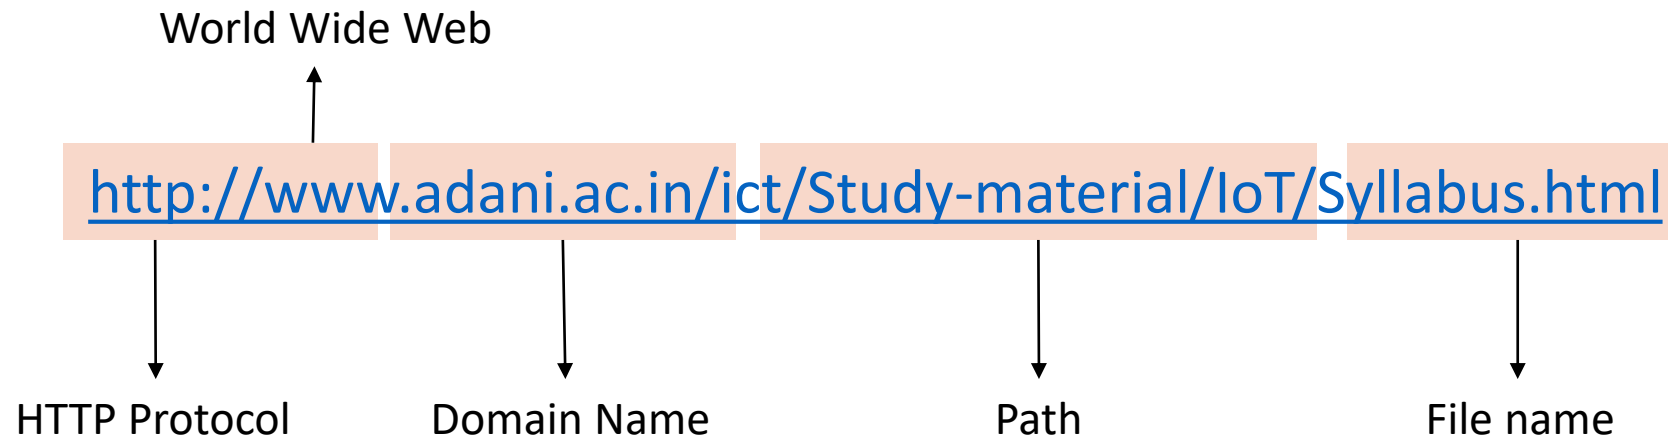 World Wide Web
http://www.adani.ac.in/ict/Study-material/IoT/Syllabus.html
HTTP Protocol Domain Name Path File name